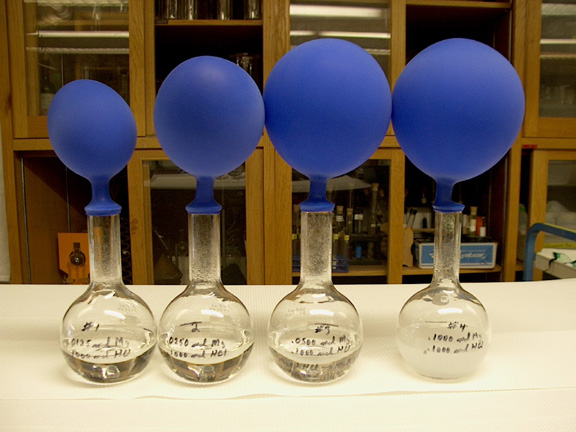 #1
.0125 mol Mg
.1000 mol HCl
2
.0250 mol Mg
.1000 mol HCl
#3
.0500 mol Mg
.1000 mol HCl
#4
.1000 mol Mg
.1000 mol HCl